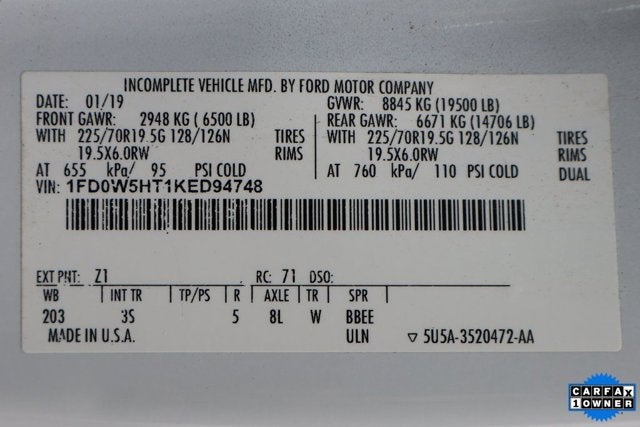 INCOMPLETE VEHICLE MFD. BY FORD MOTOR COMPANY
DATE: 01/19 GVWR: 8845 KG (19500 LB)
FRONT GAWR: 2948 KG ( 6500 LB) REAR GAWR: 6671 KG (14706 LB)
WITH 225/70R19.5G 128/126N TIRES WITH 225/70R19.5G 128/126N TIRES
19.5X6.0RW RIMS 19.5X6.0RW RIMS
AT 655 kPa/ 95 PSI COLD AT 760 kPa/ 110 PSI COLD DUAL
VIN: 1FD0W5HT1KED94748
EXT PNT: Z1 RC: 71 DSO:
WB INT TR TP/PS R AXLE TR SPR
203 3S 5 8L W BBEE
MADE IN U.S.A. ULN ▽ 5U5A-3520472-AA
CARFAX
1 OWNER